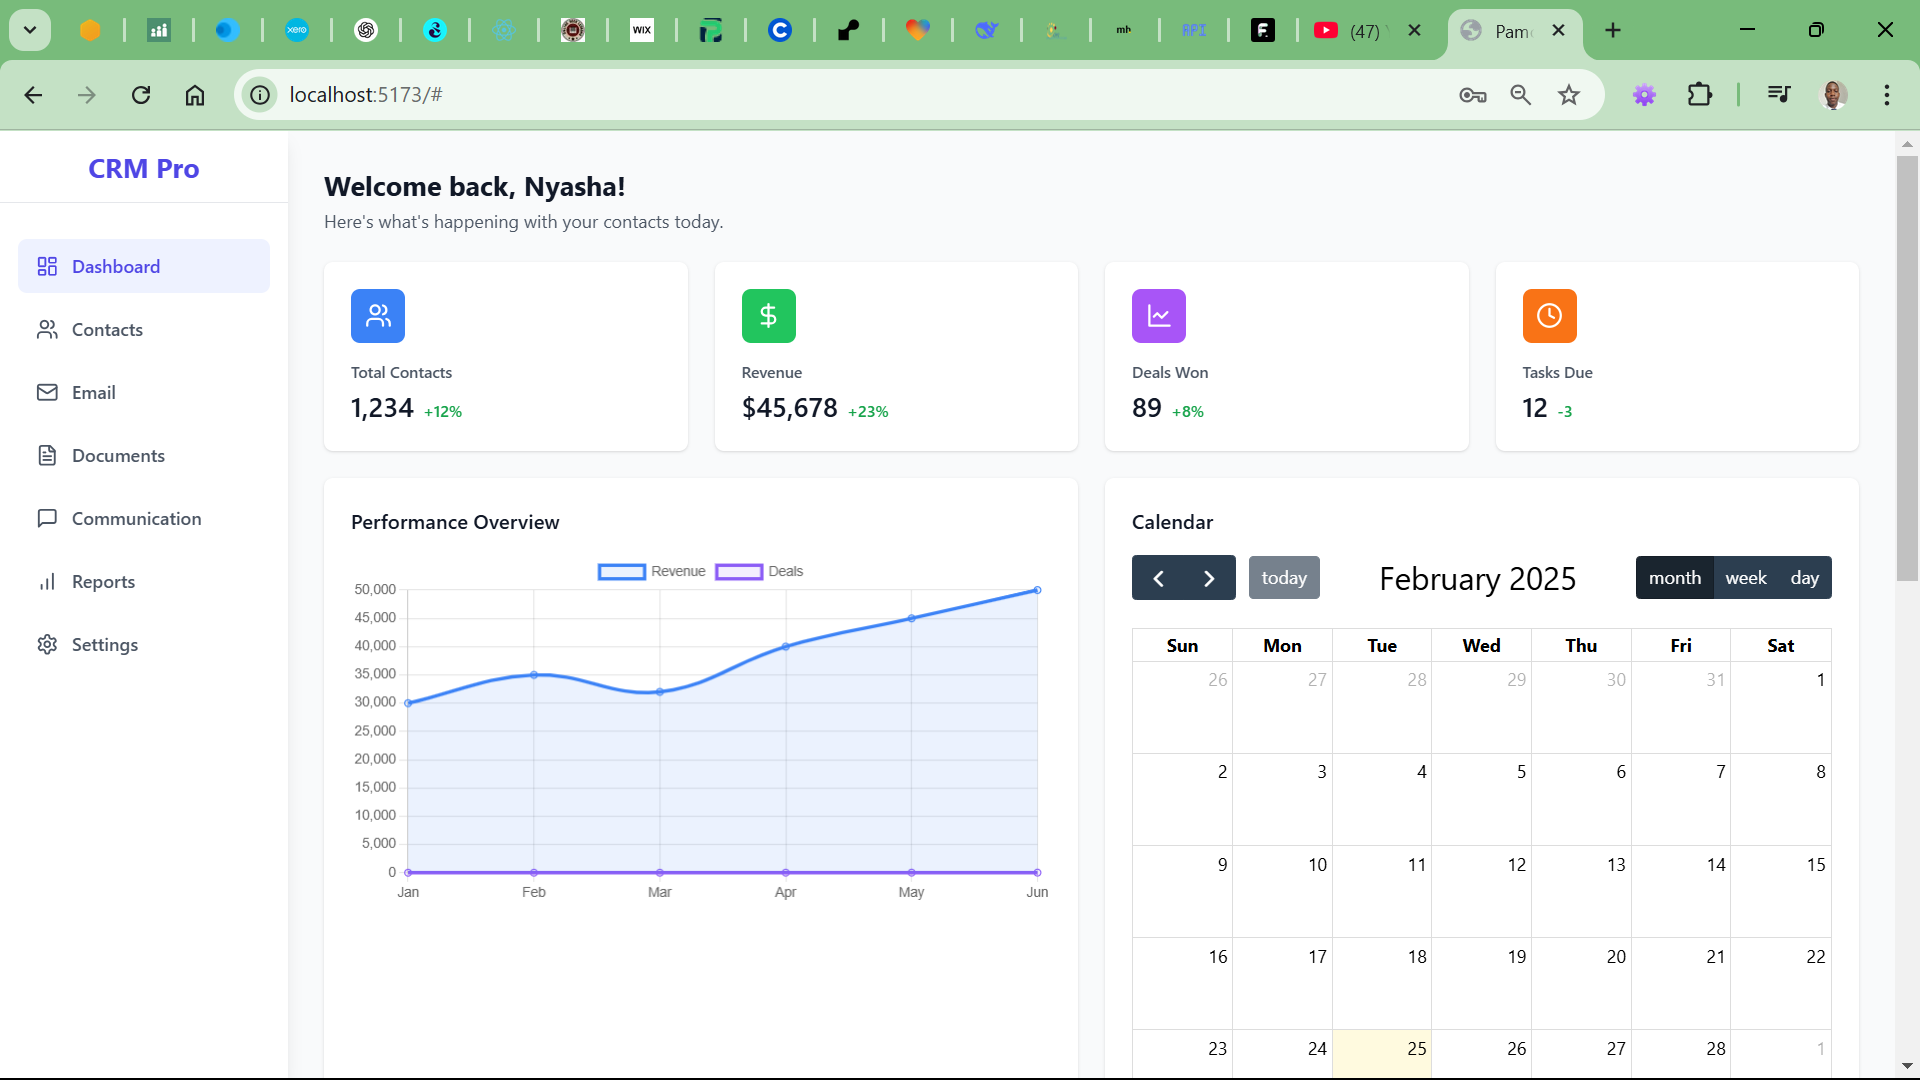 xero
WIX
mh
API
(47)
Pam
localhost:5173/#
CRM Pro
Dashboard
Contacts
Email
Documents
Communication
Reports
Settings
Welcome back, Nyasha!
Here's what's happening with your contacts today.
Total Contacts
1,234 +12%
Revenue
$45,678 +23%
Deals Won
89 +8%
Tasks Due
12 -3
Performance Overview
Revenue Deals
50,000
45,000
40,000
35,000
30,000
25,000
20,000
15,000
10,000
5,000
0
Jan Feb Mar Apr May Jun
Calendar
today February 2025 month week day
Sun Mon Tue Wed Thu Fri Sat
26 27 28 29 30 31 1
2 3 4 5 6 7 8
9 10 11 12 13 14 15
16 17 18 19 20 21 22
23 24 25 26 27 28 1